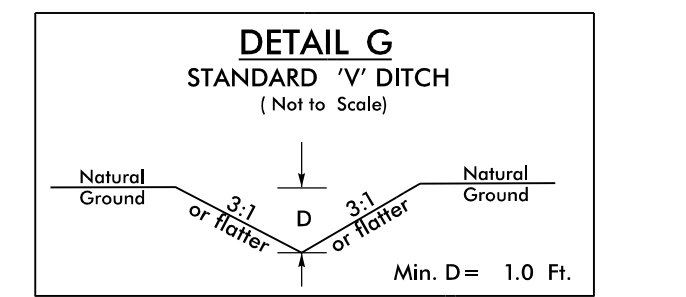 DETAIL G
STANDARD 'V' DITCH
( Not to Scale)
Natural
Ground
3:1
or flatter
D
3:1
or flatter
Natural
Ground
Min. D= 1.0 Ft.